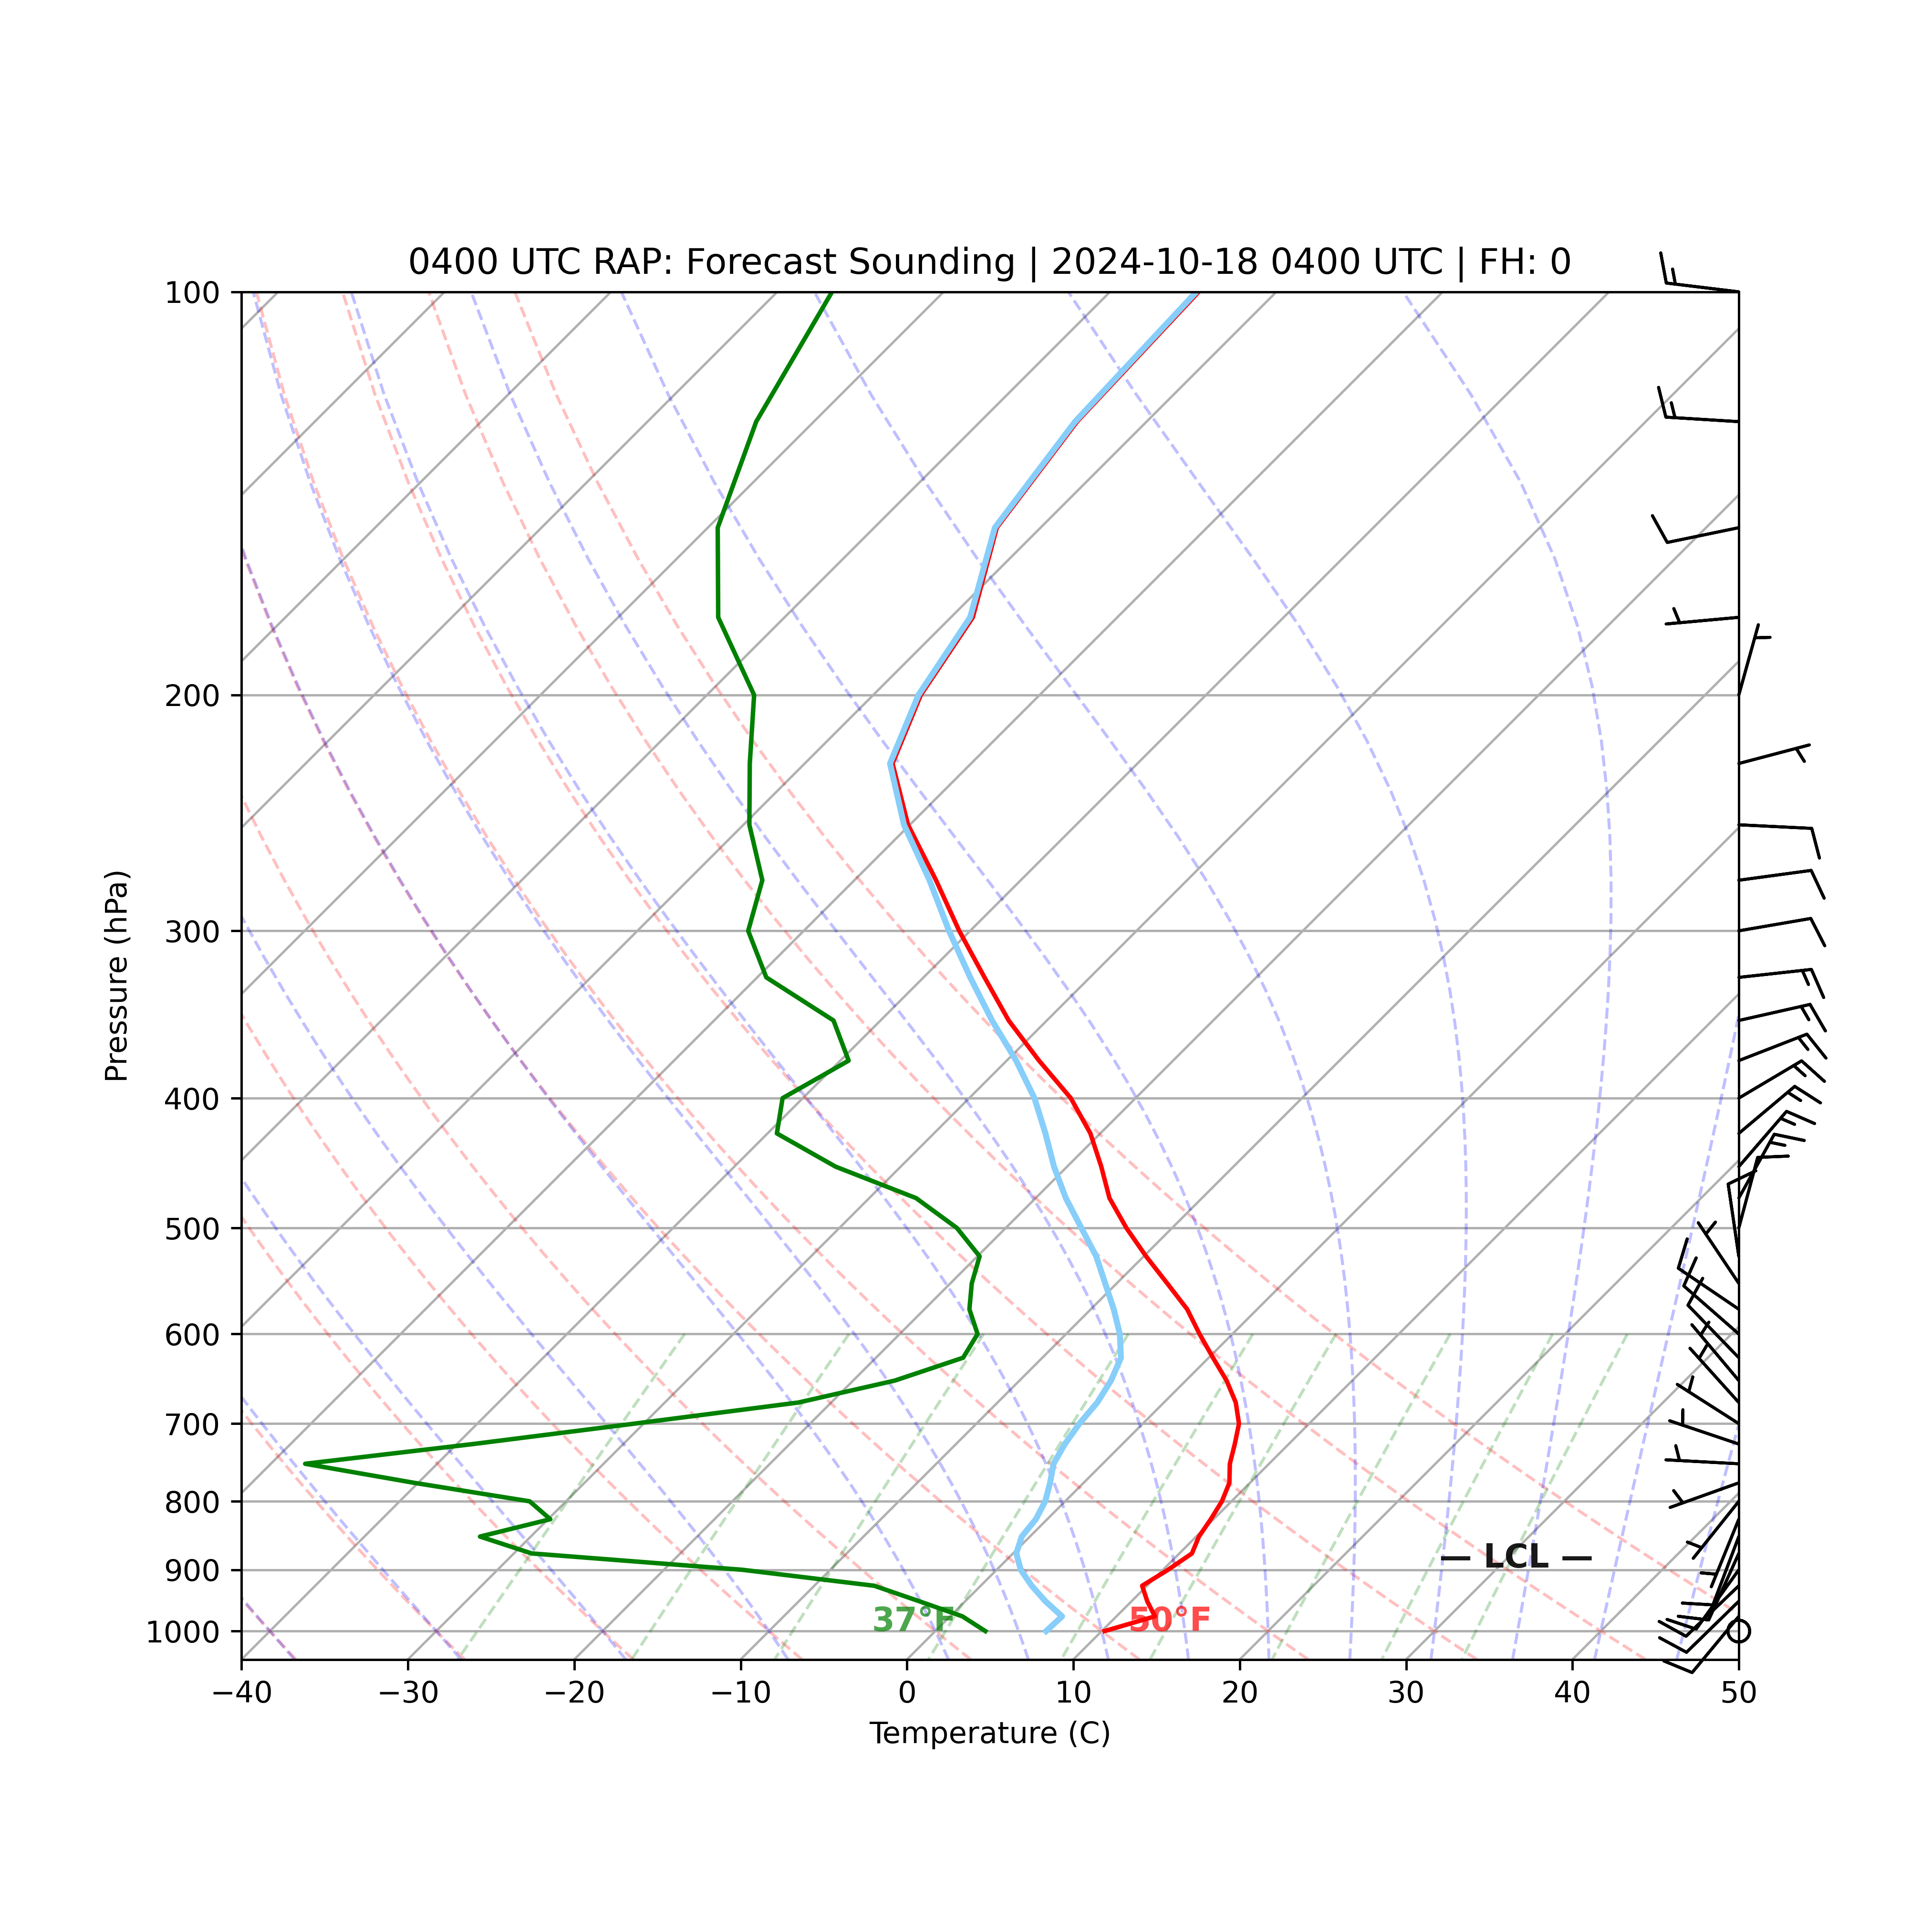 0400 UTC RAP: Forecast Sounding | 2024-10-18 0400 UTC | FH: 0
100
200
300
400
500
600
700
800
900
1000
Pressure (hPa)
— LCL —
37°F
50°F
−40 −30 −20 −10 0 10 20 30 40 50
Temperature (C)